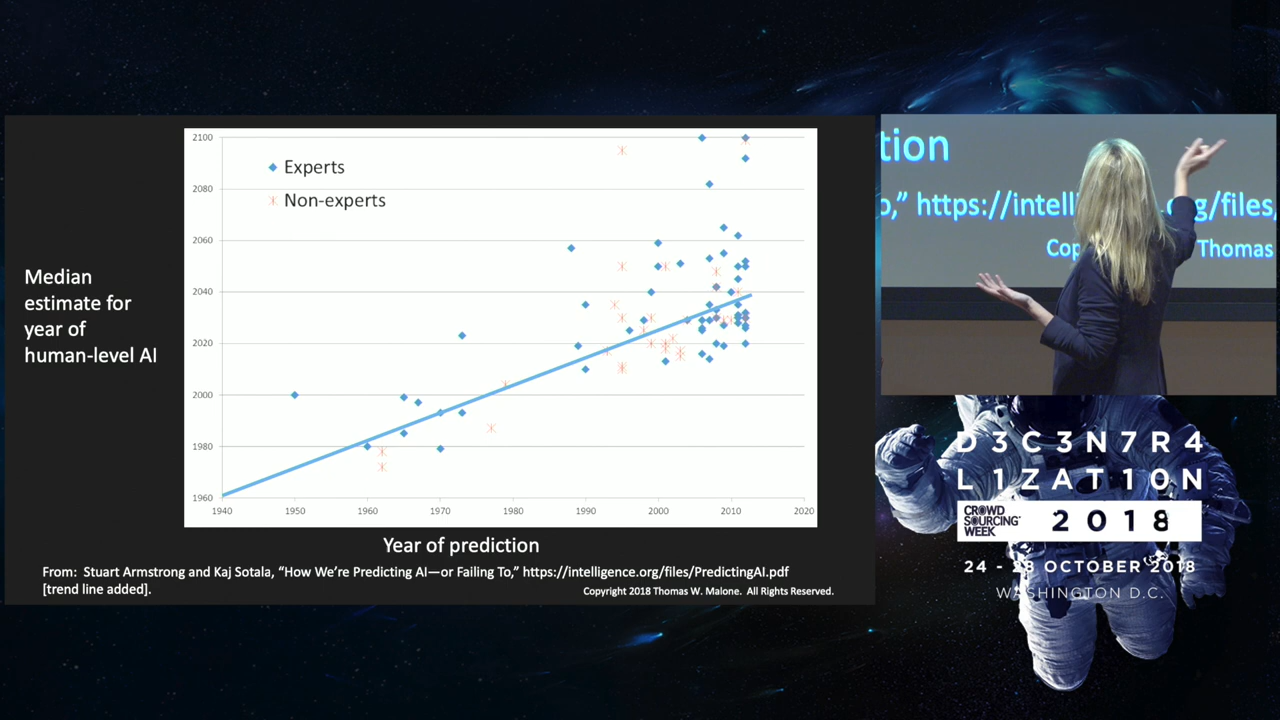 2100
2080
2060
2040
2020
2000
1980
1960
1940
1950
1960
1970
1980
1990
2000
2010
2020
Experts
Non-experts
Median
estimate for
year of
human-level AI
Year of prediction
From: Stuart Armstrong and Kaj Sotala, “How We’re Predicting AI—or Failing To,” https://intelligence.org/files/PredictingAI.pdf
[trend line added].
Copyright 2018 Thomas W. Malone. All Rights Reserved.
tion
o,” https://intell
.org/files,
Cop
Thomas
D3C3N7R4
L1ZAT10N
CROWD
SOURCING
WEEK
2018
24 - 28 OCTOBER 2018
WASHINGTON D.C.